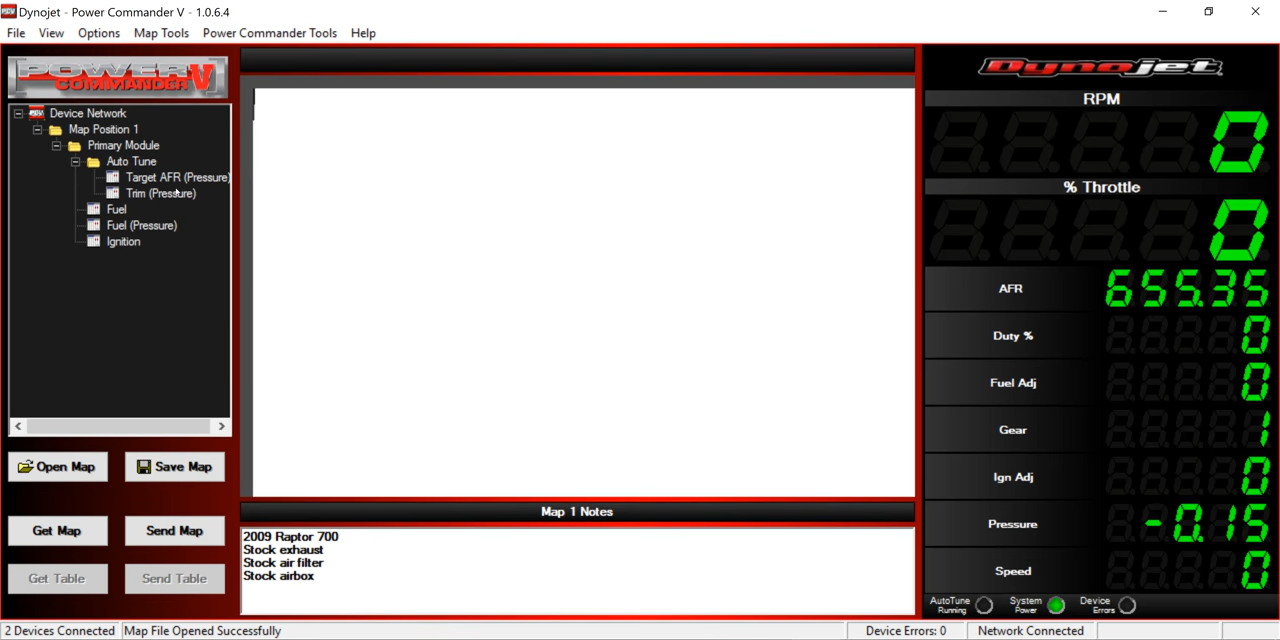 Dynojet - Power Commander V - 1.0.6.4
File View Options Map Tools Power Commander Tools Help
POWER COMMANDER V
Device Network
Map Position 1
Primary Module
Auto Tune
Target AFR (Pressure)
Trim (Pressure)
Fuel
Fuel (Pressure)
Ignition
Open Map Save Map
Get Map Send Map
Get Table Send Table
Map 1 Notes
2009 Raptor 700
Stock exhaust
Stock air filter
Stock airbox
Dynojet
RPM
0
% Throttle
0
AFR 655.35
Duty % 0
Fuel Adj 0
Gear 1
Ign Adj 0
Pressure -0.15
Speed 0
AutoTune Running System Power Device Errors
2 Devices Connected Map File Opened Successfully Device Errors: 0 Network Connected